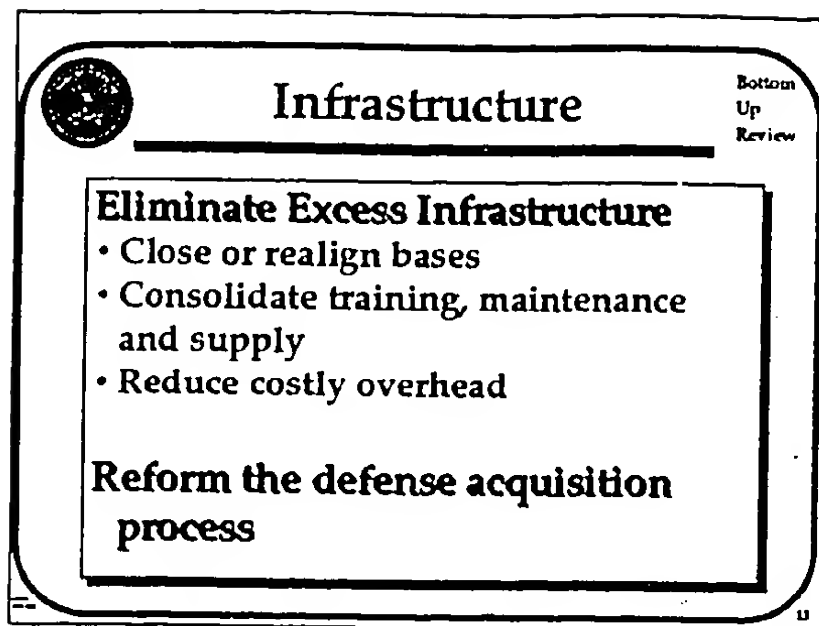 Infrastructure
Bottom
Up
Review
Eliminate Excess Infrastructure
• Close or realign bases
• Consolidate training, maintenance
and supply
• Reduce costly overhead
Reform the defense acquisition
process